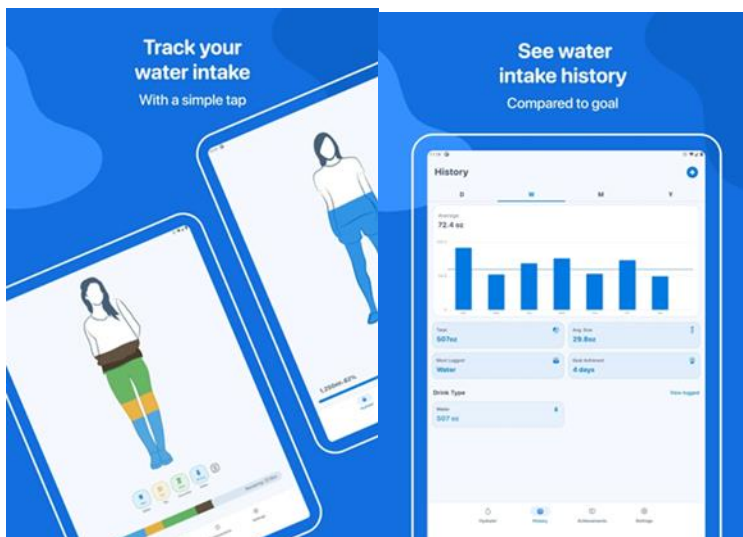 Track your
water intake
With a simple tap
See water
intake history
Compared to goal
History
D W M Y
Average
72.4 oz
Total
507oz
Avg. Size
29.8oz
Most Logged
Water
Goal Achieved
4 days
Drink Type
View logged
Water
507 oz
Hydrate
History
Achievements
Settings
Settings